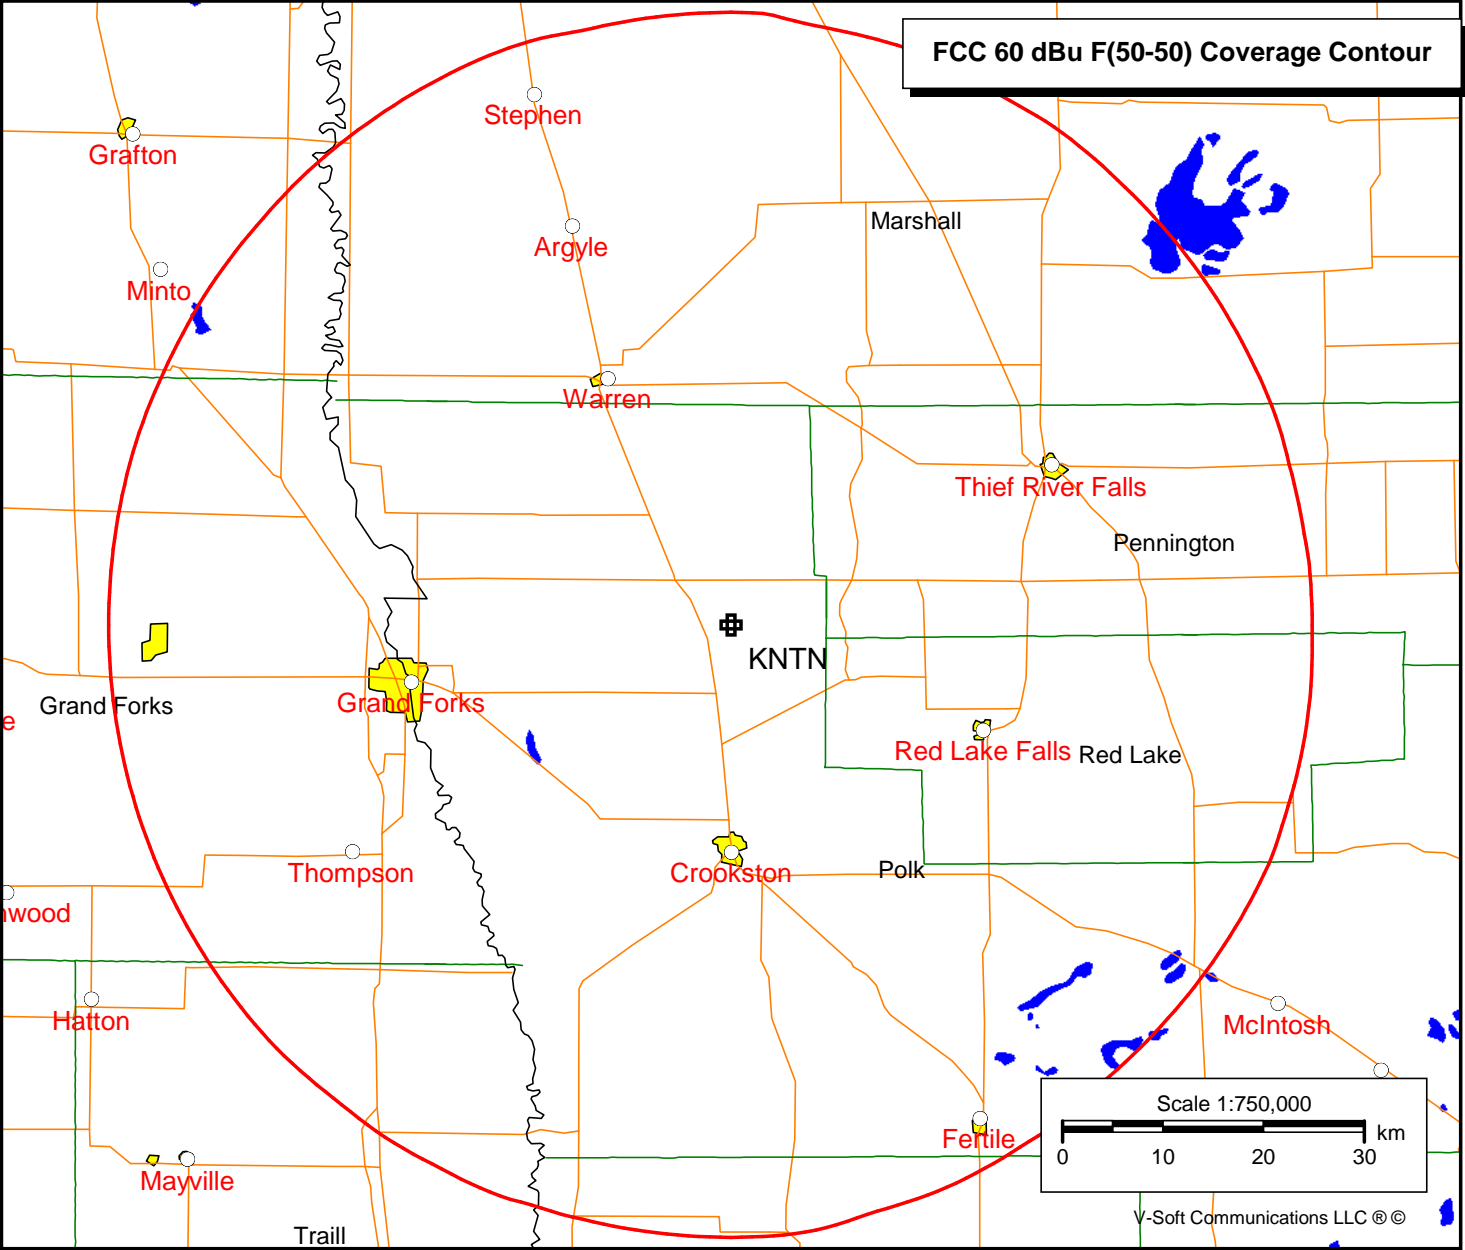 FCC 60 dBu F(50-50) Coverage Contour
Stephen
Grafton
Marshall
Argyle
Minto
Warren
Thief River Falls
Pennington
KNTN
Grand Forks
Grand Forks
e
Red Lake Falls
Red Lake
Thompson
Crookston
Polk
nwood
Hatton
McIntosh
Scale 1:750,000
km
0 10 20 30
Fertile
Mayville
V-Soft Communications LLC ® ©
Traill